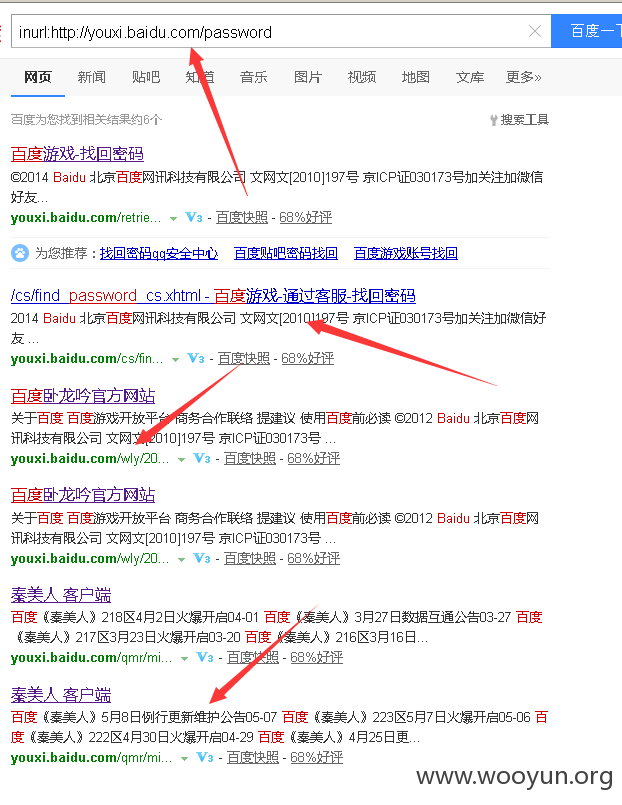 inurl:http://youxi.baidu.com/password
百度一下
网页 新闻 贴吧 知道 音乐 图片 视频 地图 文库 更多»
百度为您找到相关结果约6个 搜索工具
百度游戏-找回密码
©2014 Baidu 北京百度网讯科技有限公司 文网文[2010]197号 京ICP证030173号加关注加微信
好友...
youxi.baidu.com/retrie... V3 - 百度快照 - 68%好评
为您推荐：找回密码qq安全中心 百度贴吧密码找回 百度游戏账号找回
/cs/find_password_cs.xhtml - 百度游戏-通过客服-找回密码
2014 Baidu 北京百度网讯科技有限公司 文网文[2010]197号 京ICP证030173号加关注加微信好
友 ...
youxi.baidu.com/cs/fin... V3 - 百度快照 - 68%好评
百度卧龙吟官方网站
关于百度 百度游戏开放平台 商务合作联络 提建议 使用百度前必读 ©2012 Baidu 北京百度网
讯科技有限公司 文网文[2010]197号 京ICP证030173号 ...
youxi.baidu.com/wly/20... V3 - 百度快照 - 68%好评
百度卧龙吟官方网站
关于百度 百度游戏开放平台 商务合作联络 提建议 使用百度前必读 ©2012 Baidu 北京百度网
讯科技有限公司 文网文[2010]197号 京ICP证030173号 ...
youxi.baidu.com/wly/20... V3 - 百度快照 - 68%好评
秦美人 客户端
百度《秦美人》218区4月2日火爆开启04-01 百度《秦美人》3月27日数据互通公告03-27 百度
《秦美人》217区3月23日火爆开启03-20 百度《秦美人》216区3月16日...
youxi.baidu.com/qmr/mi... V3 - 百度快照 - 68%好评
秦美人 客户端
百度《秦美人》5月8日例行更新维护公告05-07 百度《秦美人》223区5月7日火爆开启05-06 百
度《秦美人》222区4月30日火爆开启04-29 百度《秦美人》4月25日更...
youxi.baidu.com/qmr/mi... V3 - 百度快照 - 68%好评
www.wooyun.org